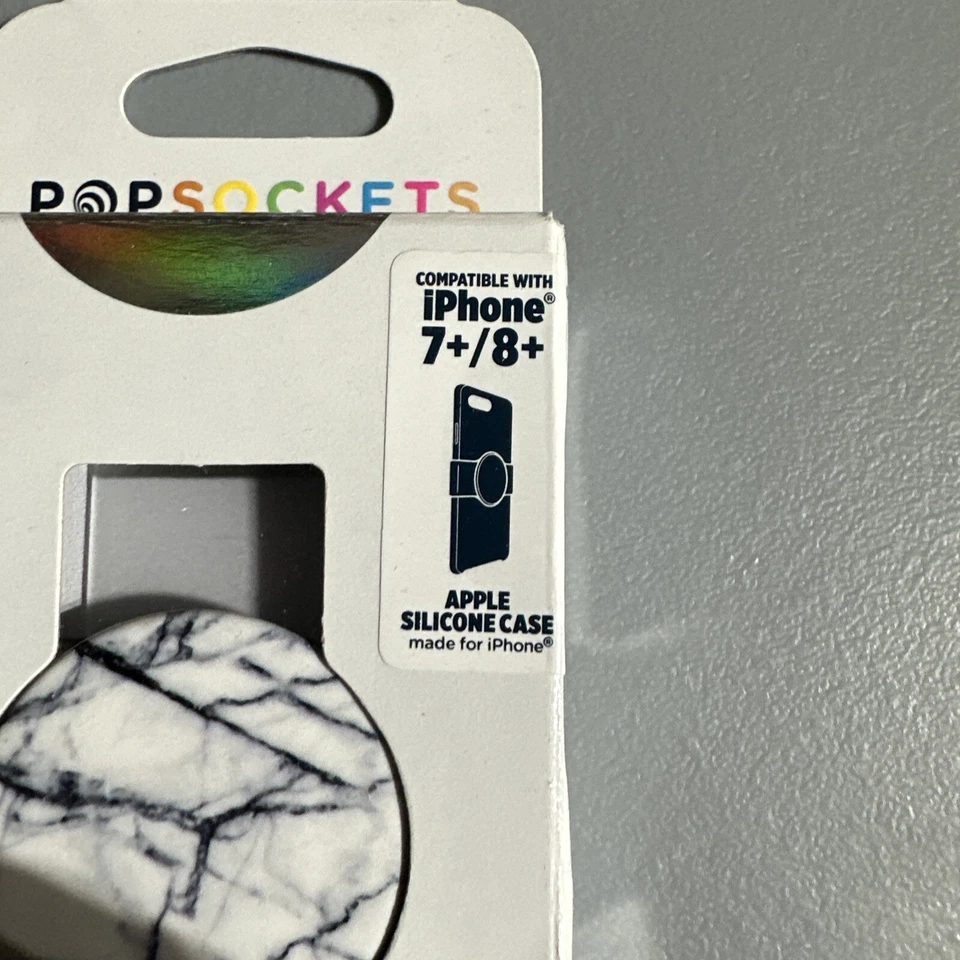 POPSOCKETS
COMPATIBLE WITH
iPhone®
7+/8+
APPLE
SILICONE CASE
made for iPhone®